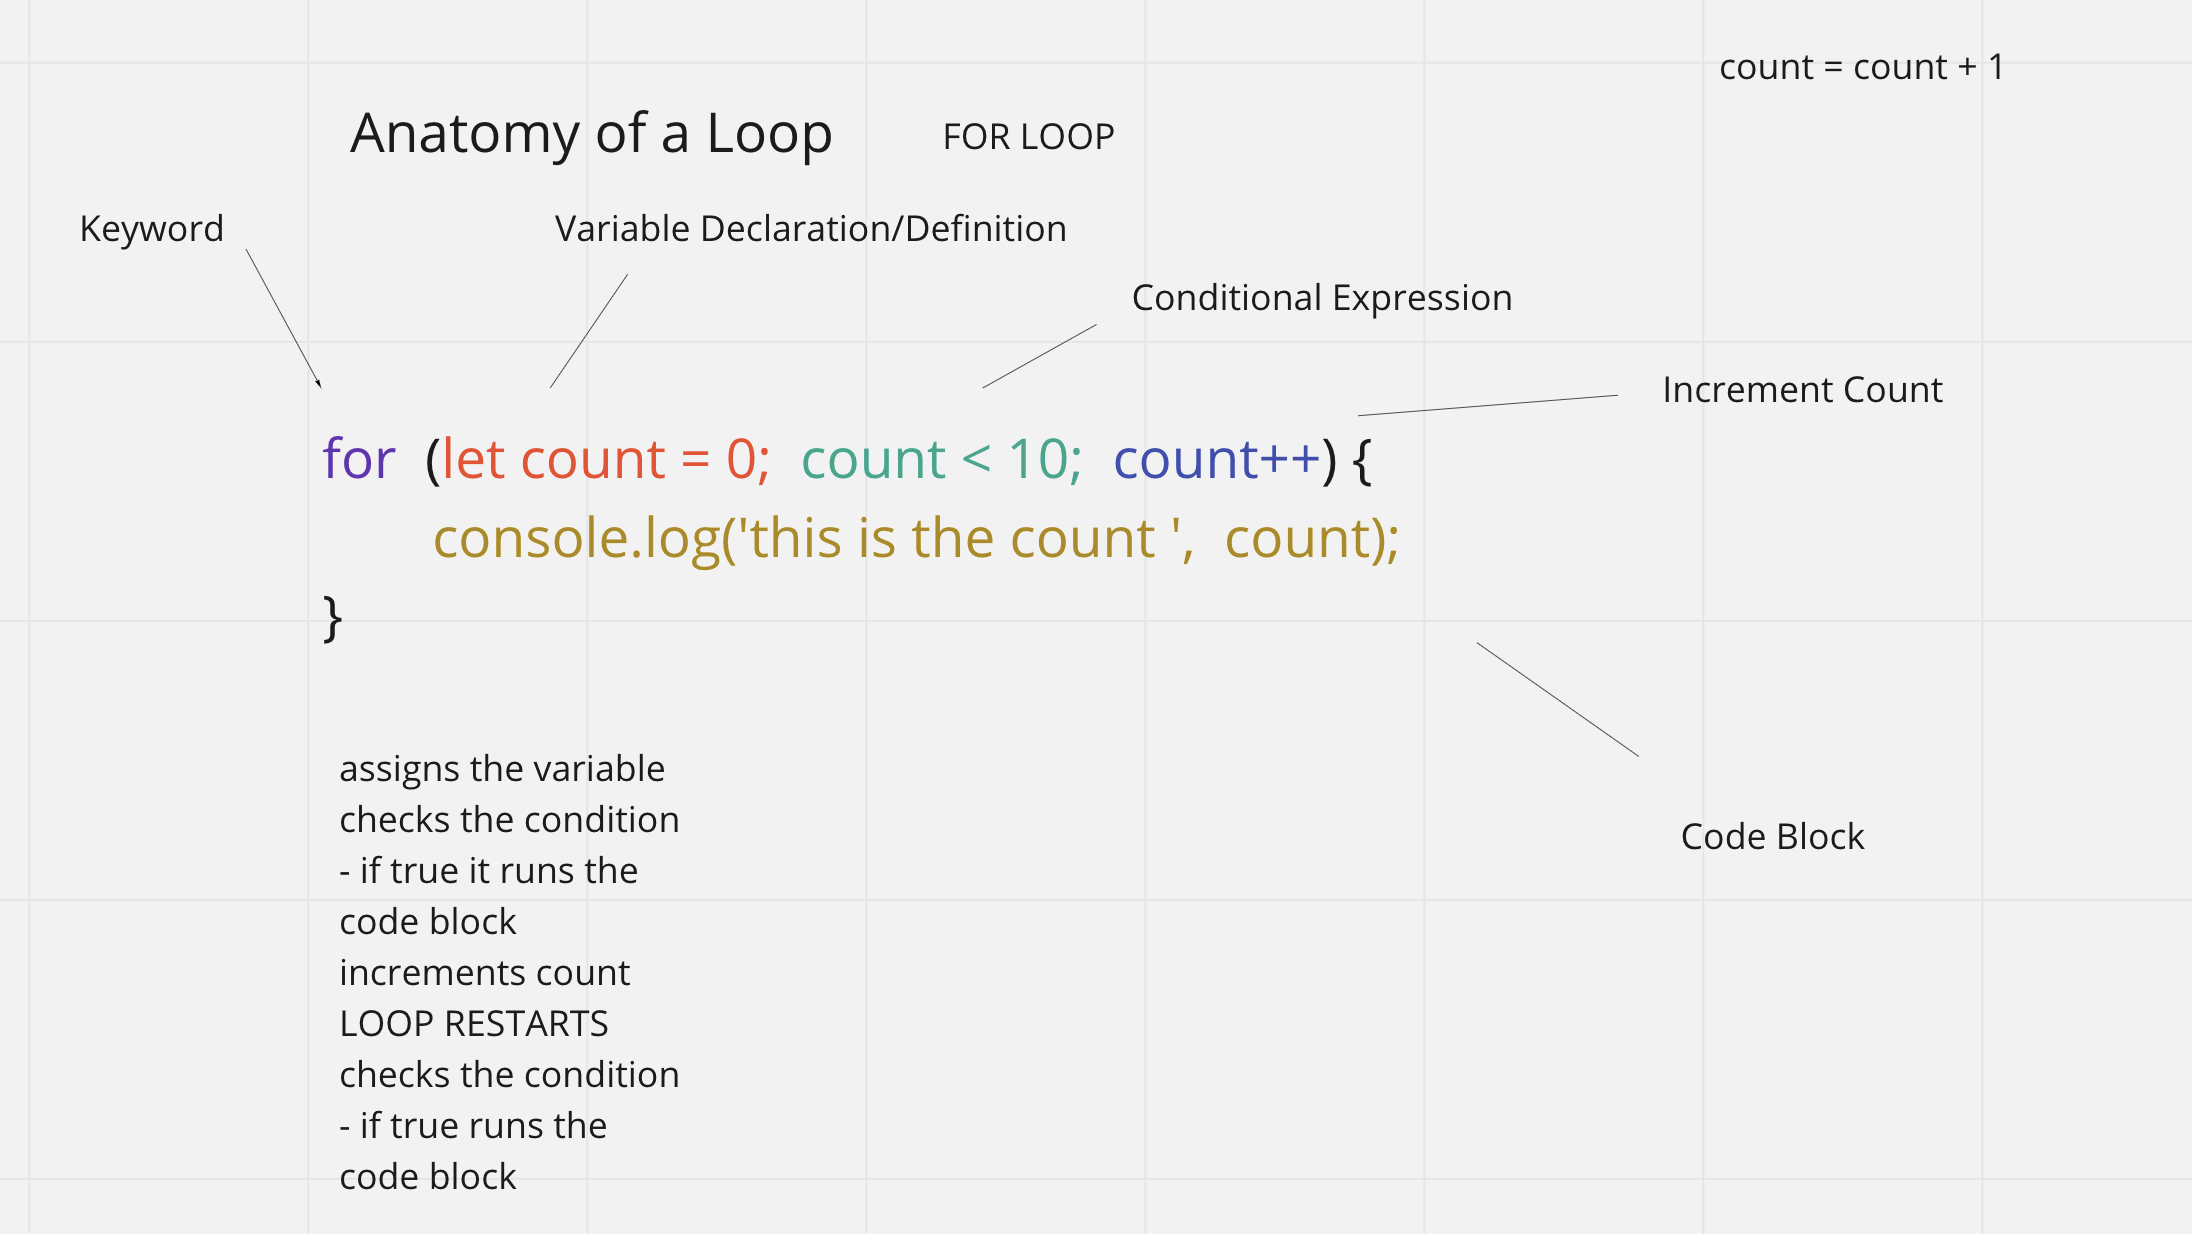 count = count + 1
Anatomy of a Loop
FOR LOOP
Keyword
Variable Declaration/Definition
Conditional Expression
Increment Count
for  (let count = 0;  count < 10;  count++) {
console.log('this is the count ',  count);
}
assigns the variable
checks the condition
- if true it runs the
code block
increments count
LOOP RESTARTS
checks the condition
- if true runs the
code block
Code Block